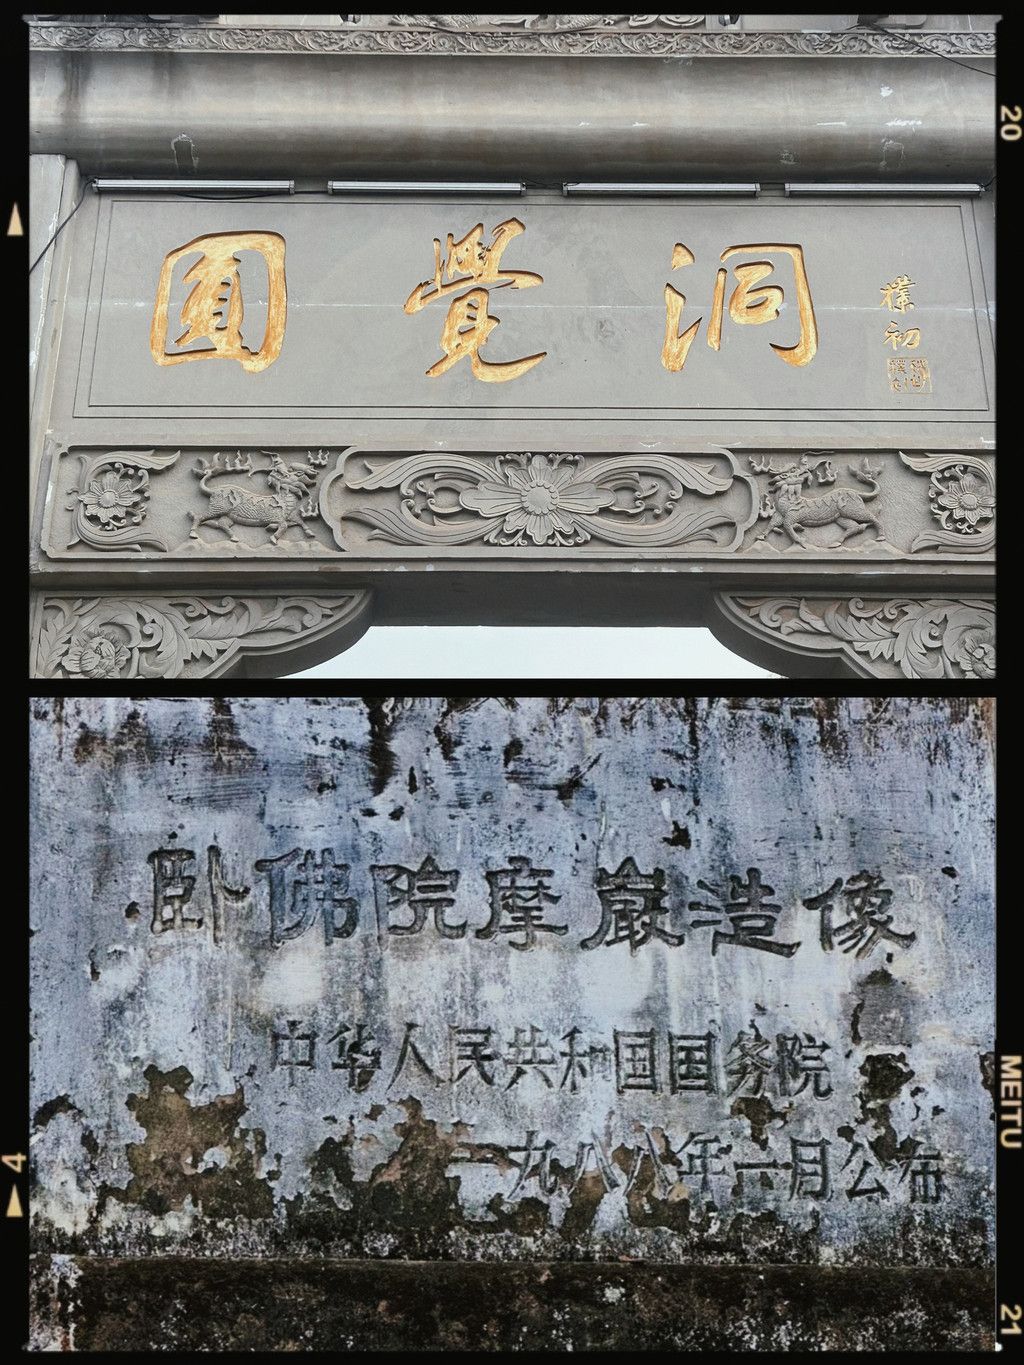 20
圓覺洞
樸初
卧佛院摩巖造像
中华人民共和国国务院
一九八八年一月公布
MEITU
4
21